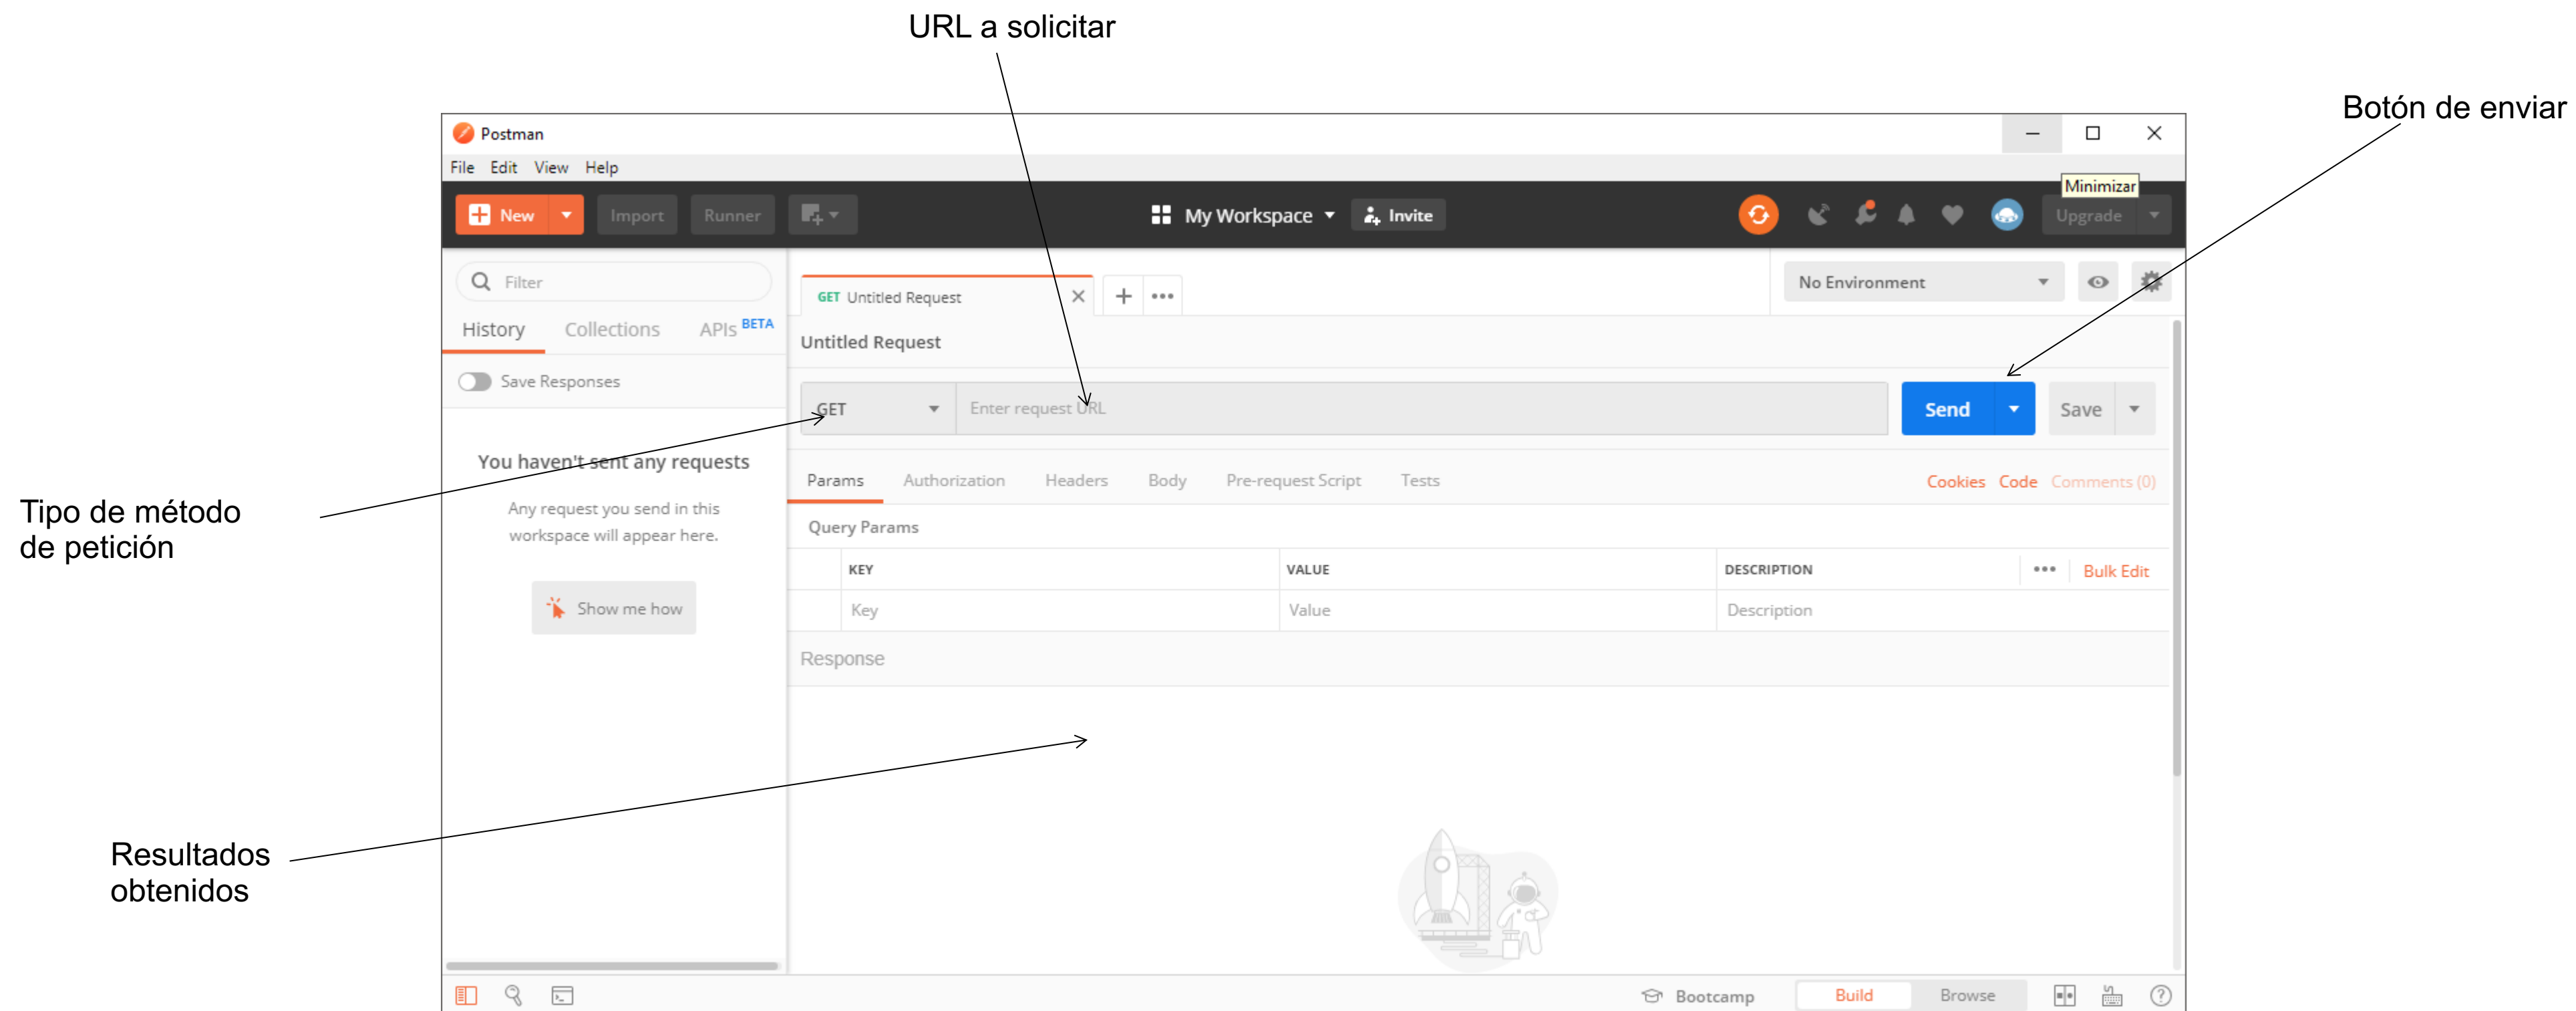 URL a solicitar
Botón de enviar
Postman
File Edit View Help
Minimizar
New Import Runner My Workspace Invite Upgrade
Filter
GET Untitled Request
No Environment
History Collections APIs BETA
Untitled Request
Save Responses
GET Enter request URL Send Save
You haven't sent any requests
Params Authorization Headers Body Pre-request Script Tests Cookies Code Comments (0)
Tipo de método
de petición
Any request you send in this
workspace will appear here.
Query Params
KEY VALUE DESCRIPTION Bulk Edit
Show me how
Key Value Description
Response
Resultados
obtenidos
Bootcamp Build Browse